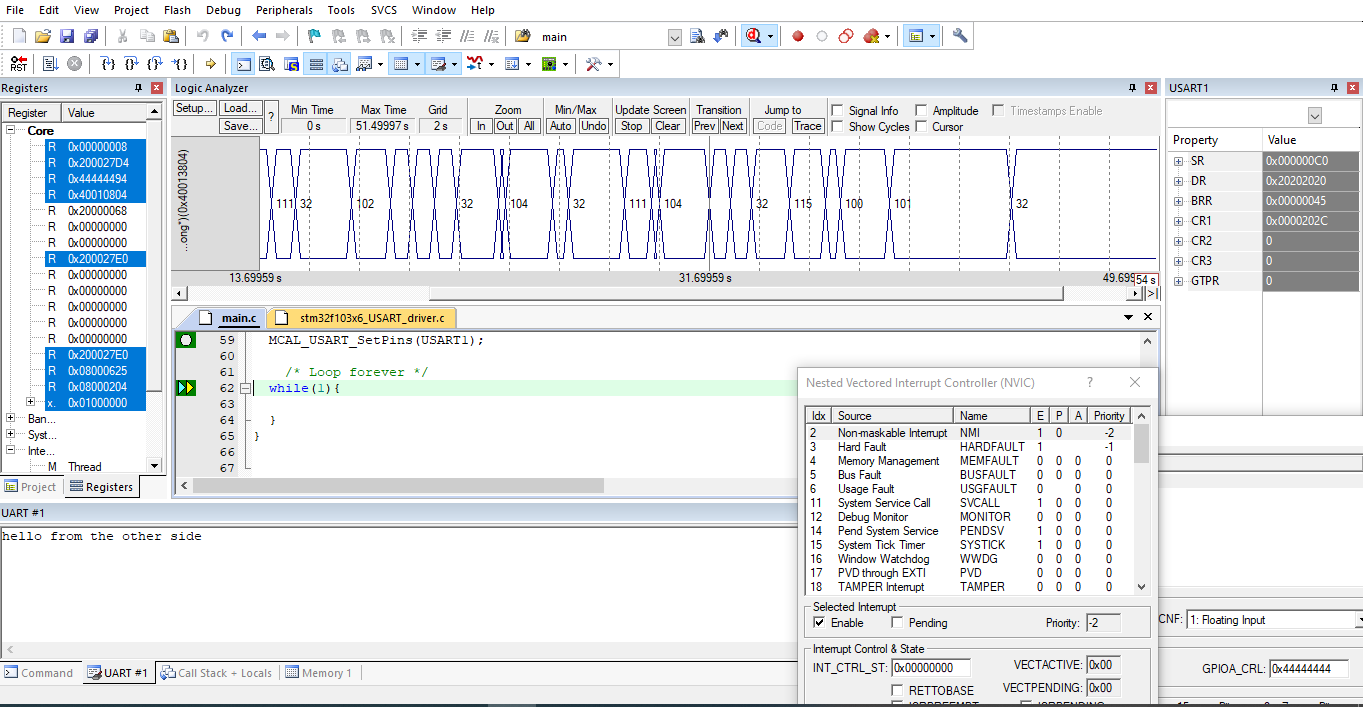 File Edit View Project Flash Debug Peripherals Tools SVCS Window Help
main
RST
Registers
Register Value
Core
R 0x00000008
R 0x200027D4
R 0x44444494
R 0x40010804
R 0x20000068
R 0x00000000
R 0x00000000
R 0x200027E0
R 0x00000000
R 0x00000000
R 0x00000000
R 0x00000000
R 0x00000000
R 0x200027E0
R 0x08000625
R 0x08000204
x. 0x01000000
Ban...
Syst...
Inte...
M Thread
Project Registers
Logic Analyzer
Setup... Load... Save... ?
Min Time Max Time Grid Zoom Min/Max Update Screen Transition Jump to
0 s 51.49997 s 2 s In Out All Auto Undo Stop Clear Prev Next Code Trace
Signal Info Amplitude Timestamps Enable
Show Cycles Cursor
...ong")(0x40013804)
111 32 102 32 104 32 111 104 32 115 100 101 32
13.69959 s 31.69959 s 49.699 54 s
main.c stm32f103x6_USART_driver.c
59 MCAL_USART_SetPins(USART1);
60
61 /* Loop forever */
62 while(1){
63
64 }
65 }
66
67
USART1
Property Value
SR 0x000000C0
DR 0x20202020
BRR 0x00000045
CR1 0x0000202C
CR2 0
CR3 0
GTPR 0
Nested Vectored Interrupt Controller (NVIC) ?
Idx Source Name E P A Priority
2 Non-maskable Interrupt NMI 1 0 -2
3 Hard Fault HARDFAULT 1 -1
4 Memory Management MEMFAULT 0 0 0 0
5 Bus Fault BUSFAULT 0 0 0 0
6 Usage Fault USGFAULT 0 0 0
11 System Service Call SVCALL 1 0 0 0
12 Debug Monitor MONITOR 0 0 0 0
14 Pend System Service PENDSV 1 0 0 0
15 System Tick Timer SYSTICK 1 0 0 0
16 Window Watchdog WWDG 0 0 0 0
17 PVD through EXTI PVD 0 0 0 0
18 TAMPER Interrupt TAMPER 0 0 0 0
Selected Interrupt
Enable Pending Priority: -2
Interrupt Control & State
INT_CTRL_ST: 0x00000000 VECTACTIVE: 0x00
RETTOBASE VECTPENDING: 0x00
CNF: 1: Floating Input
GPIOA_CRL: 0x44444444
UART #1
hello from the other side
Command UART #1 Call Stack + Locals Memory 1